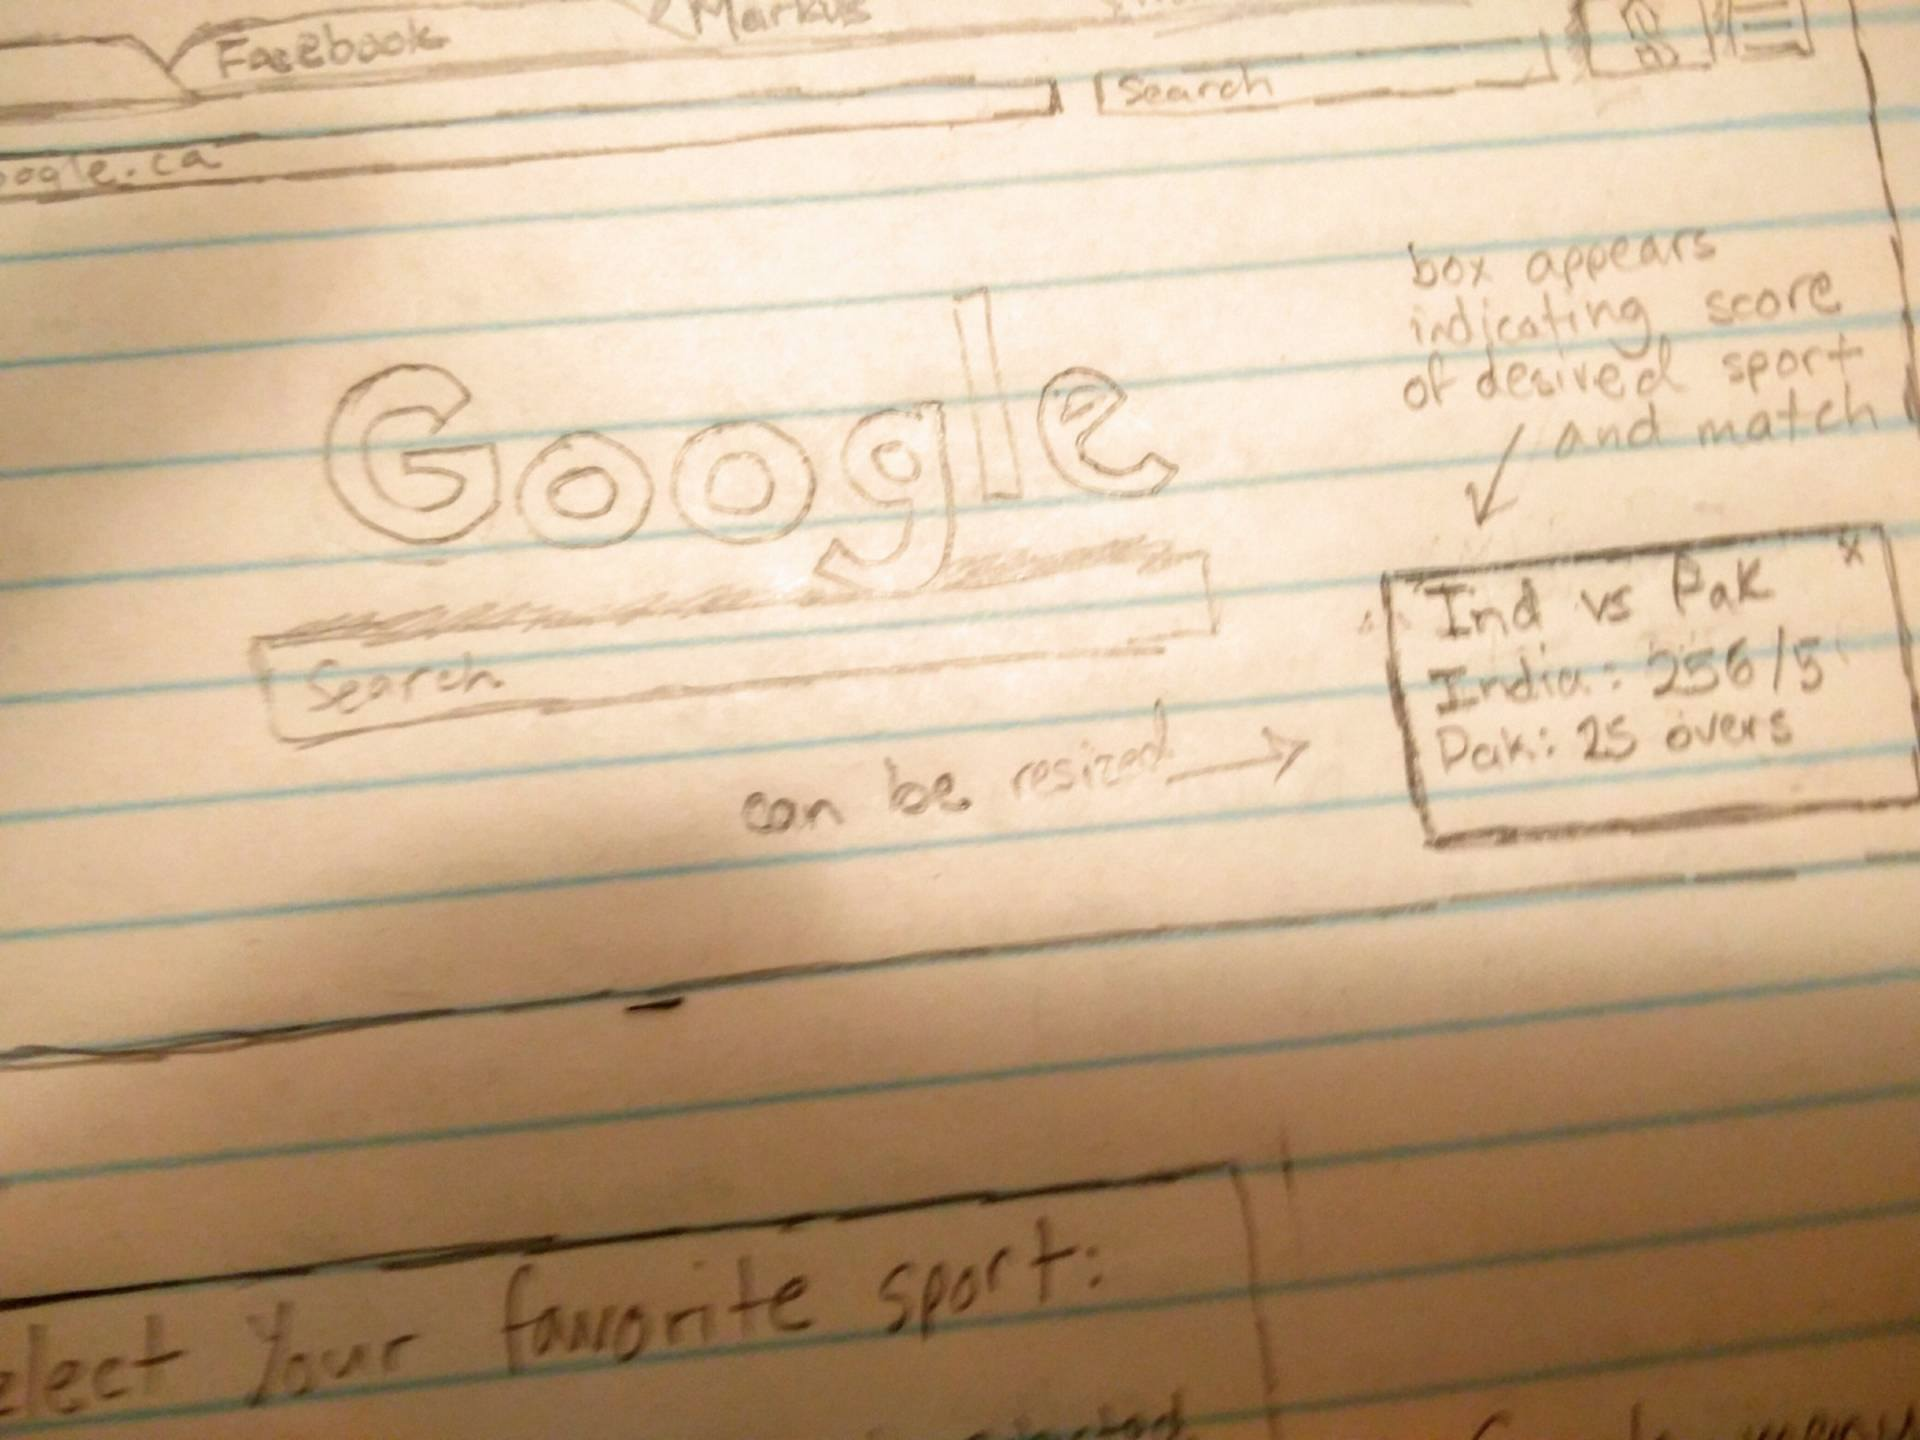 Facebook
Markus
Search
oogle.ca
box appears
indicating score
of desired sport
and match
Google
Search
Ind vs Pak x
India: 256/5
Pak: 25 overs
can be resized
elect Your favorite sport: